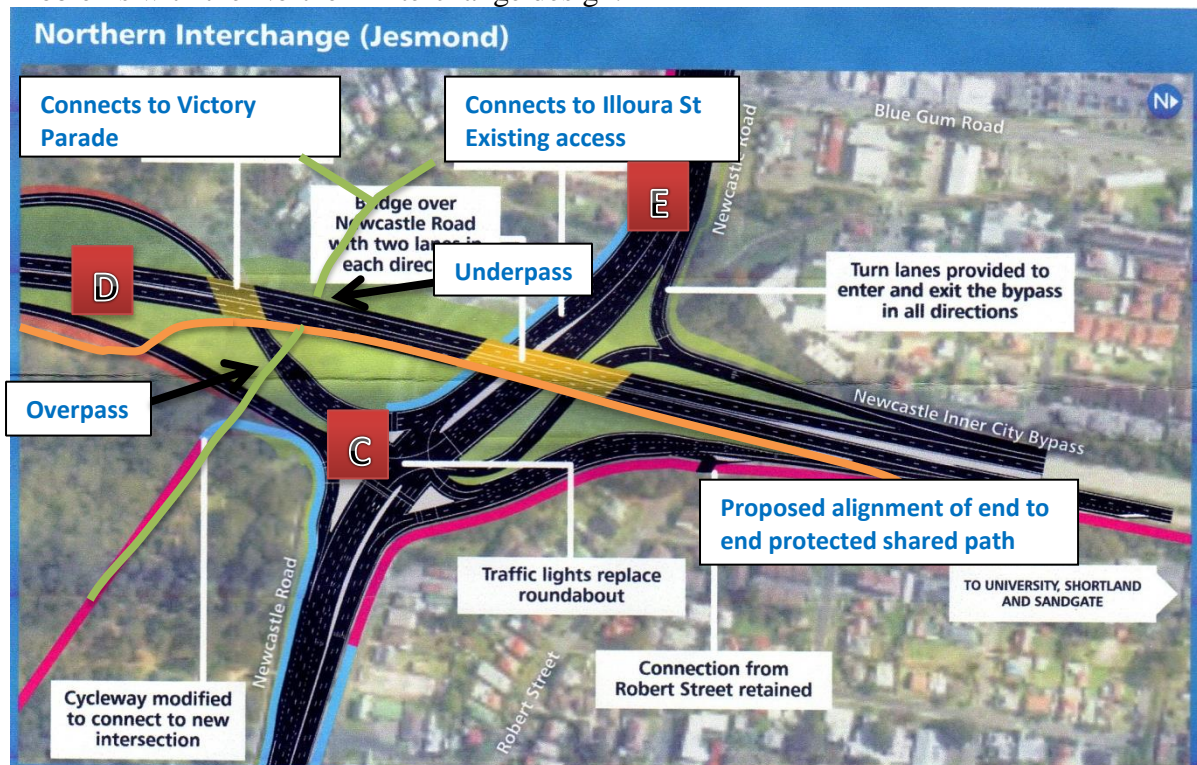 Northern Interchange (Jesmond)
Connects to Victory
Parade
Connects to Illoura St
Existing access
N
Blue Gum Road
Newcastle Road
E
Bridge over
Newcastle Road
with two lanes in
each direc
Underpass
D
Turn lanes provided to
enter and exit the bypass
in all directions
Overpass
Newcastle Inner City Bypass
C
Proposed alignment of end to
end protected shared path
Traffic lights replace
roundabout
TO UNIVERSITY, SHORTLAND
AND SANDGATE
Newcastle Road
Robert Street
Connection from
Robert Street retained
Cycleway modified
to connect to new
intersection